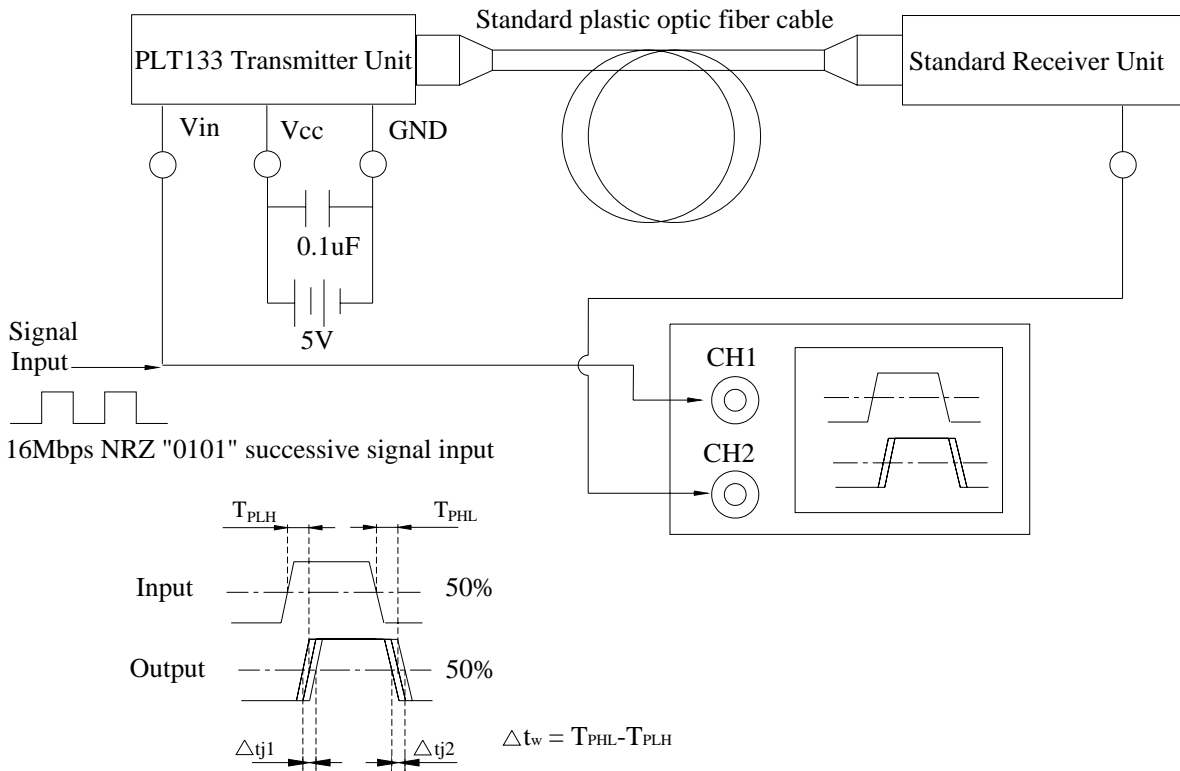 Standard plastic optic fiber cable
PLT133 Transmitter Unit
Standard Receiver Unit
Vin
Vcc
GND
0.1uF
5V
Signal
Input
CH1
CH2
16Mbps NRZ "0101" successive signal input
TPLH
TPHL
Input
50%
Output
50%
△tj1
△tj2
△tw = TPHL-TPLH